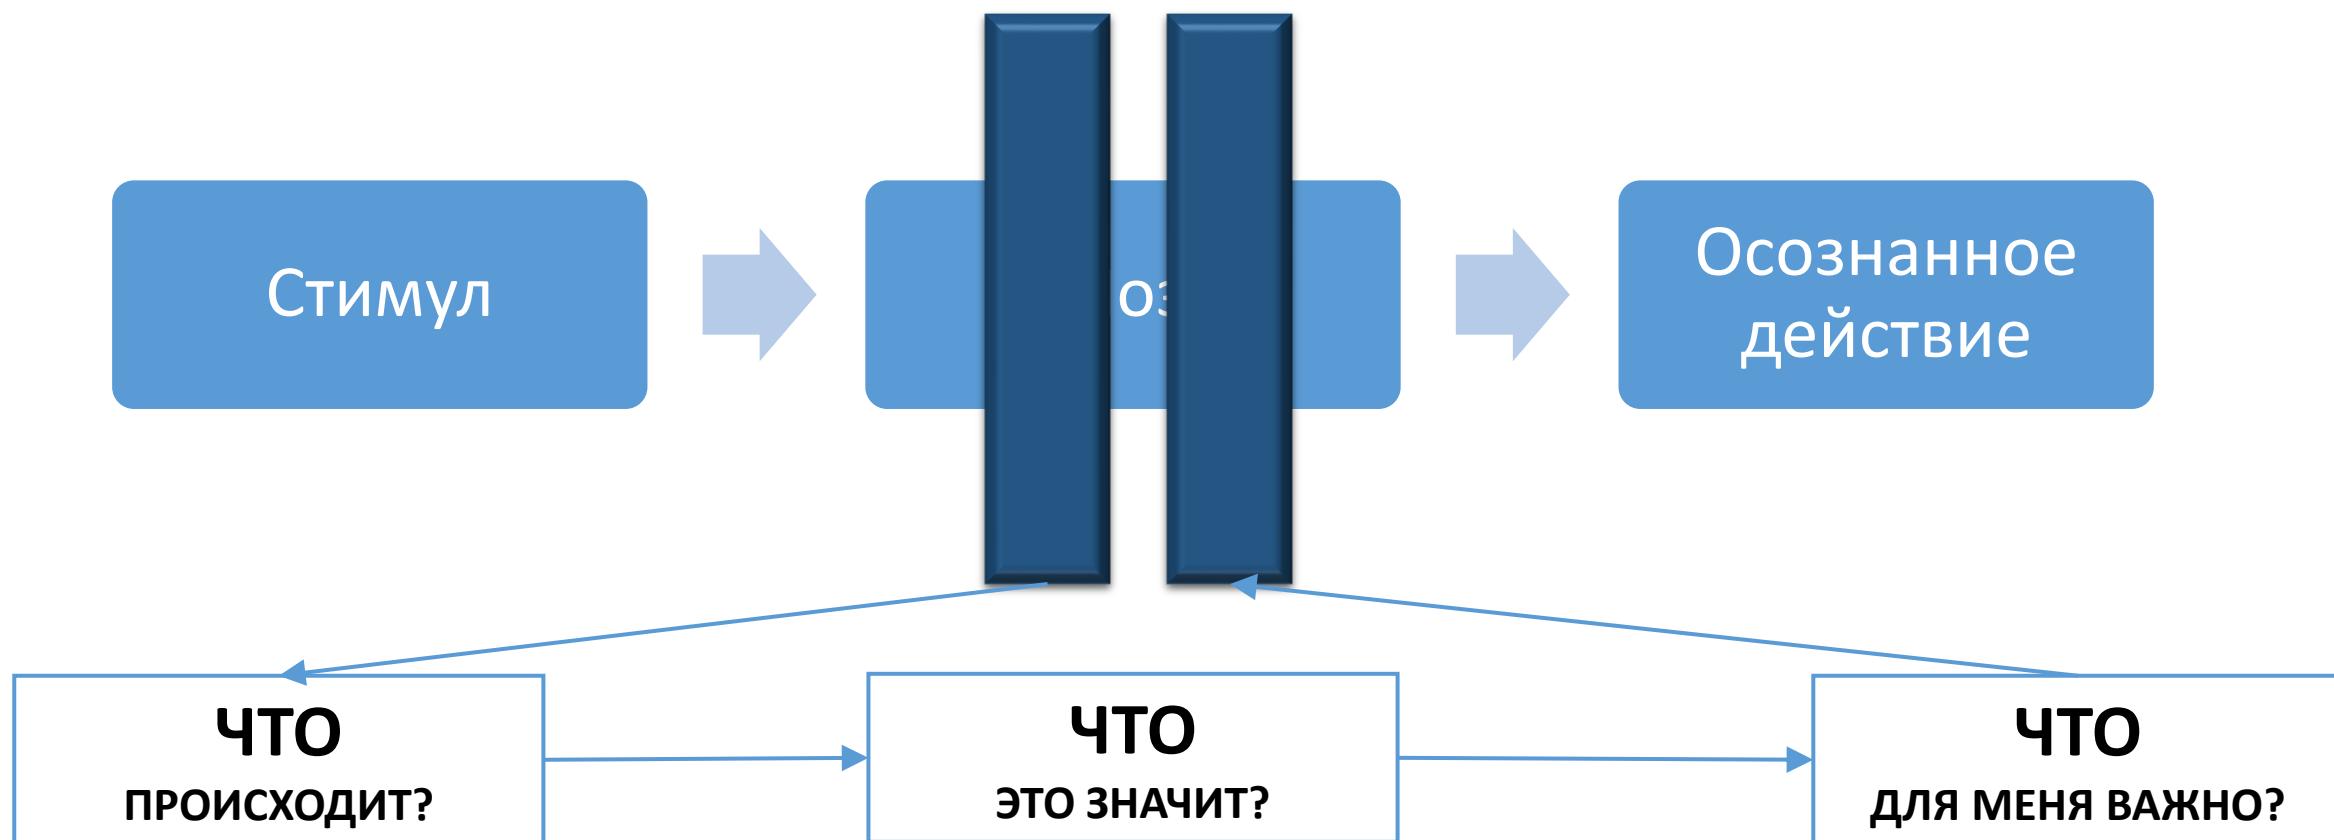 Стимул
Осознанное
действие
ЧТО
ПРОИСХОДИТ?
ЧТО
ЭТО ЗНАЧИТ?
ЧТО
ДЛЯ МЕНЯ ВАЖНО?